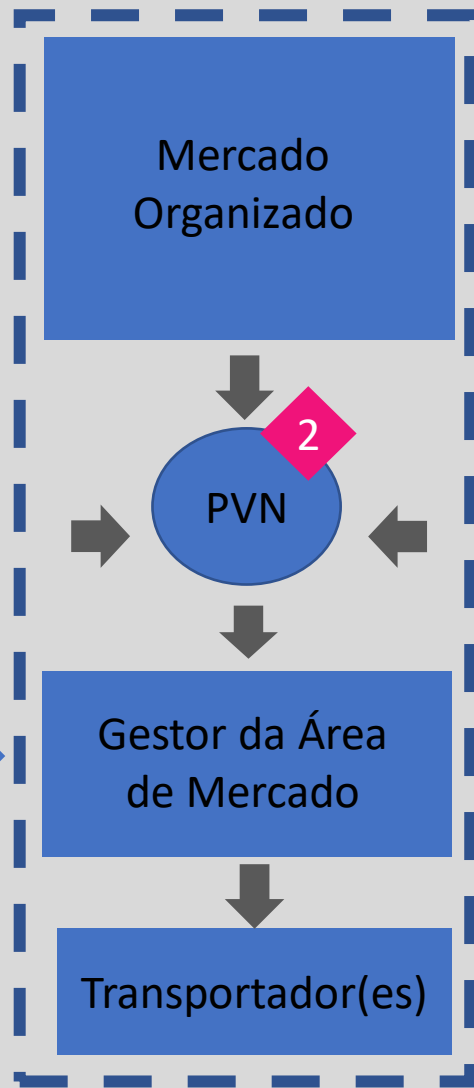 Mercado
Organizado
2
PVN
Gestor da Área
de Mercado
Transportador(es)